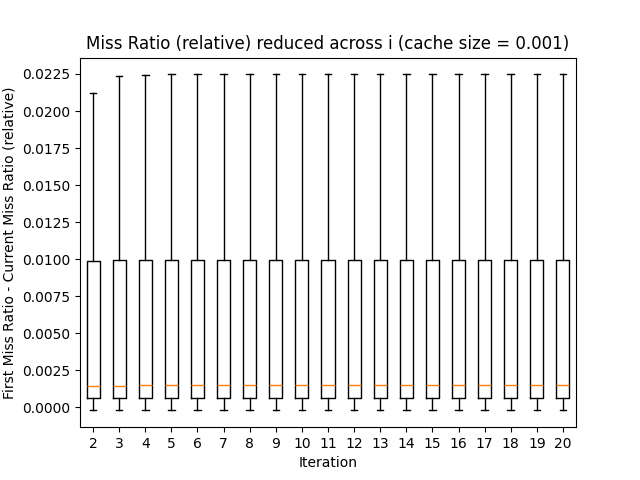 Miss Ratio (relative) reduced across i (cache size = 0.001)
First Miss Ratio - Current Miss Ratio (relative)
0.0225
0.0200
0.0175
0.0150
0.0125
0.0100
0.0075
0.0050
0.0025
0.0000
2 3 4 5 6 7 8 9 10 11 12 13 14 15 16 17 18 19 20
Iteration